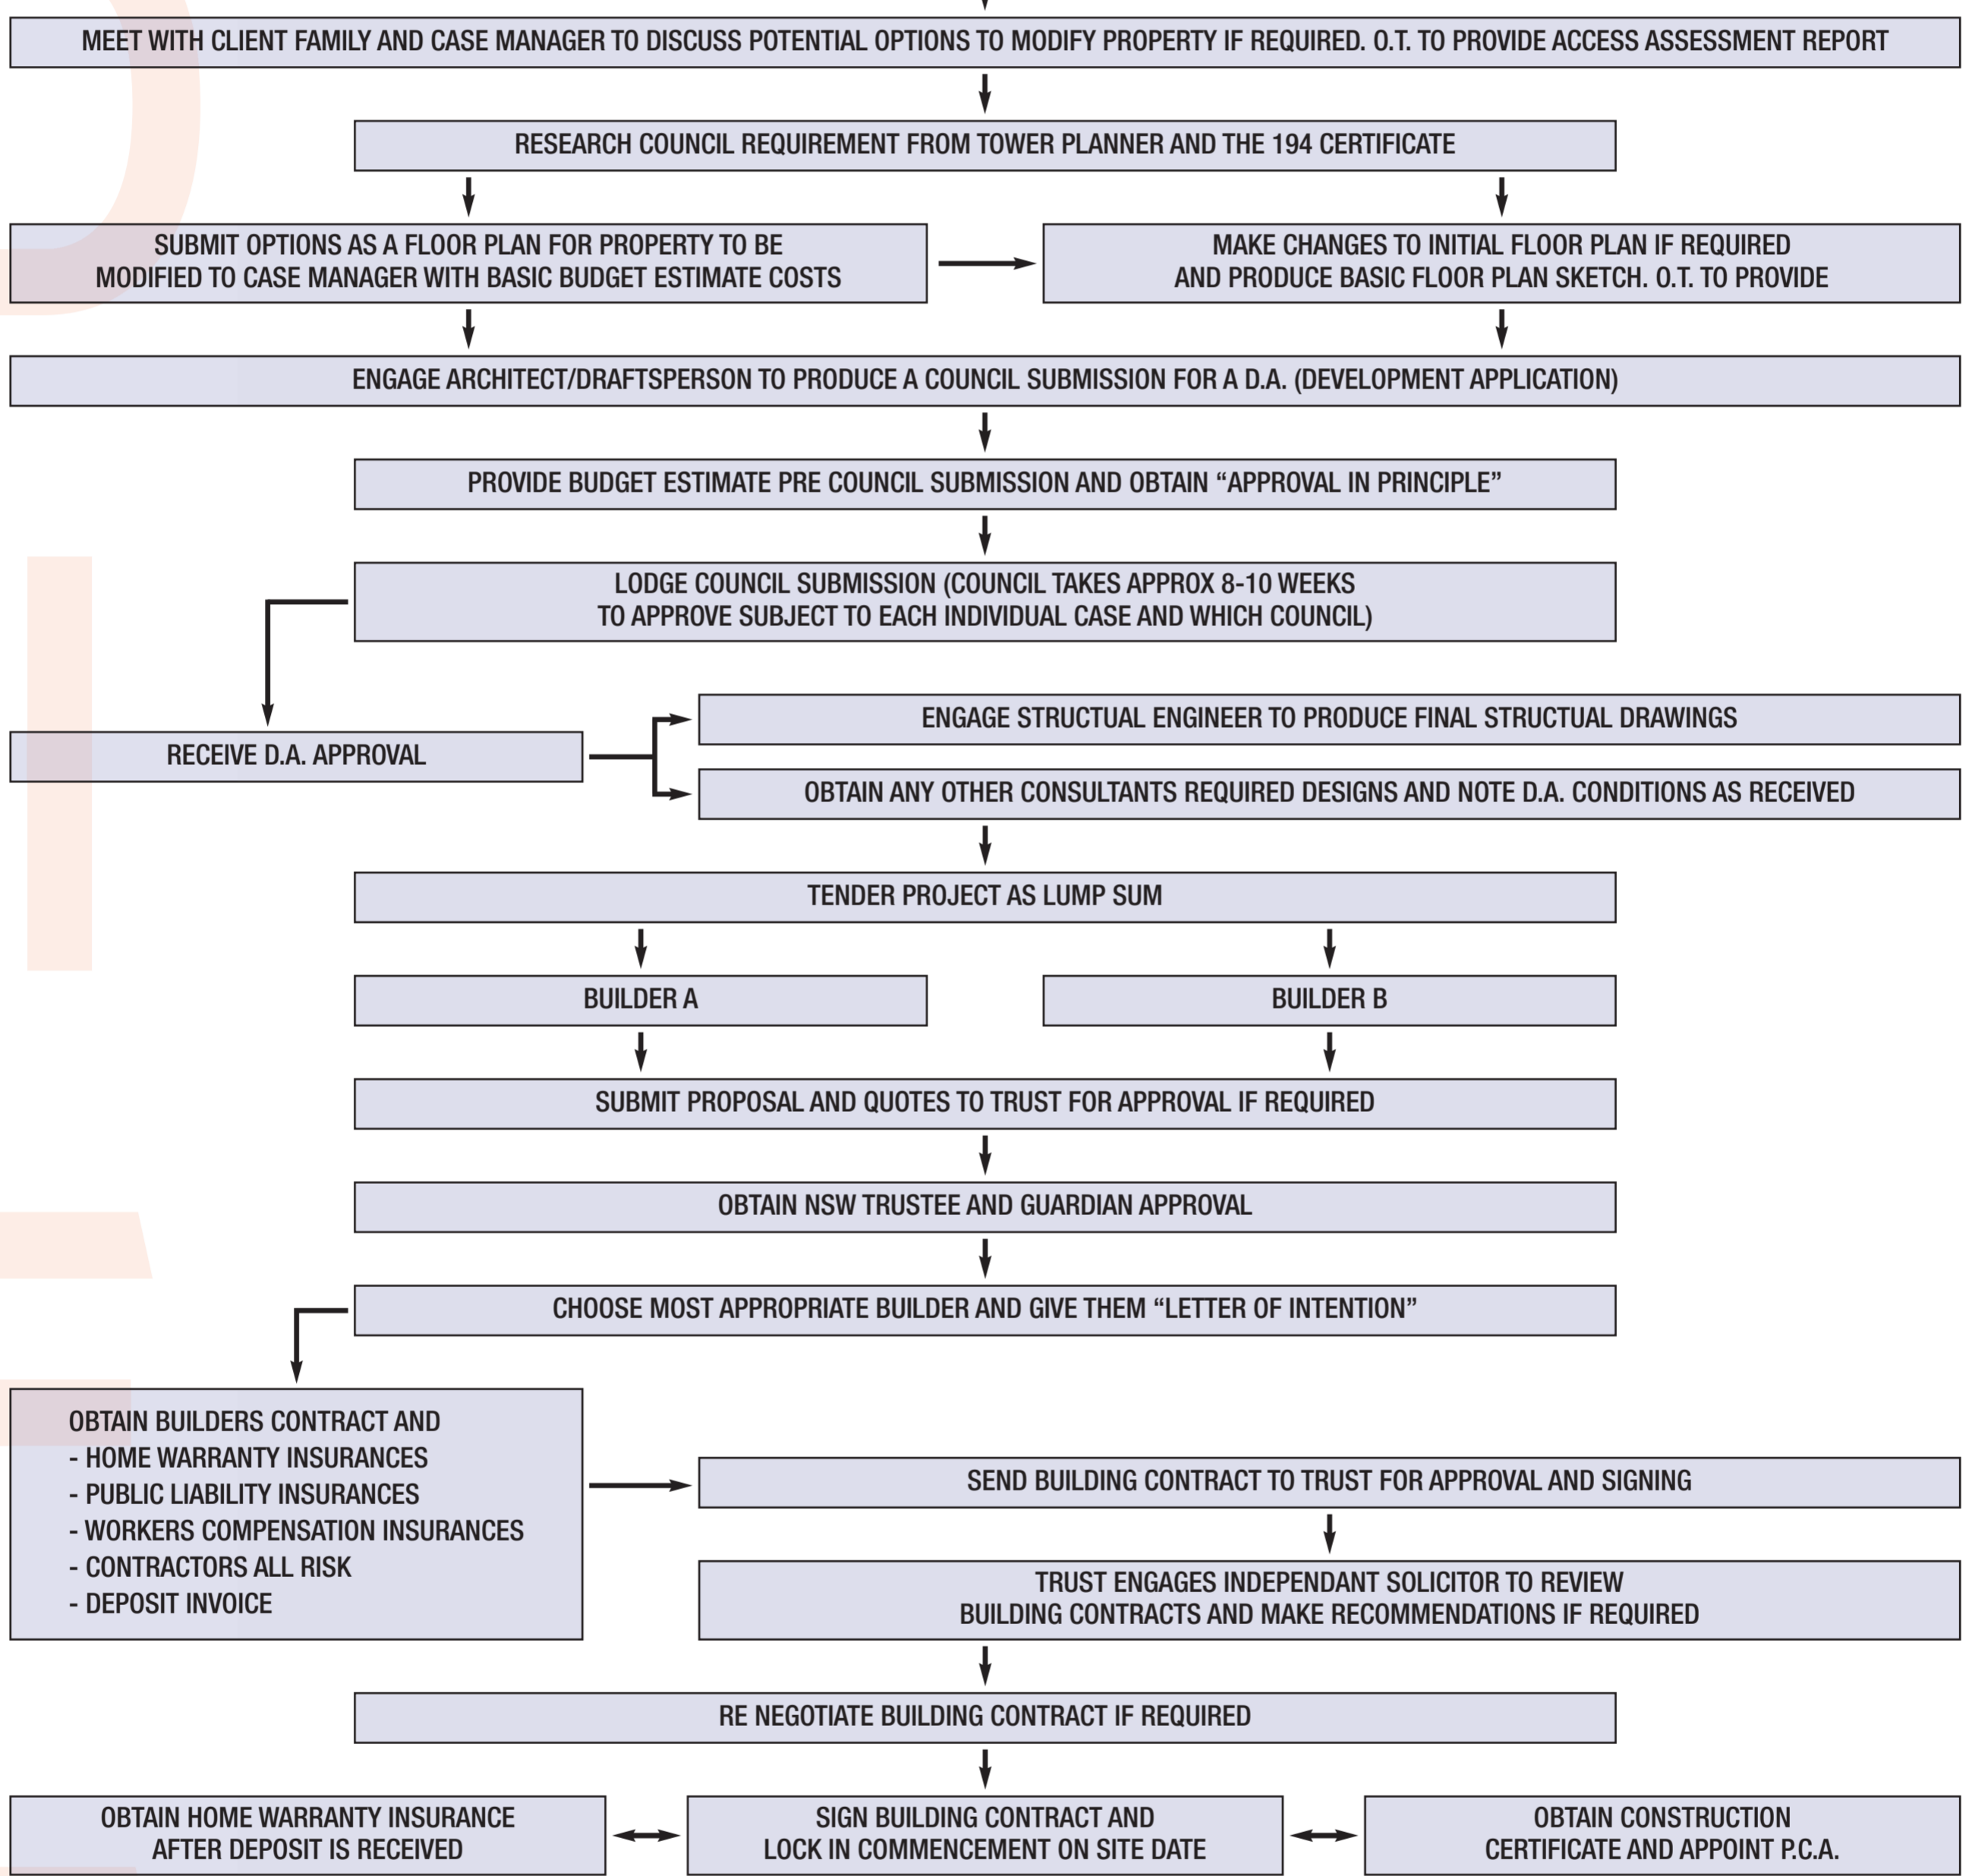 MEET WITH CLIENT FAMILY AND CASE MANAGER TO DISCUSS POTENTIAL OPTIONS TO MODIFY PROPERTY IF REQUIRED. O.T. TO PROVIDE ACCESS ASSESSMENT REPORT
RESEARCH COUNCIL REQUIREMENT FROM TOWER PLANNER AND THE 194 CERTIFICATE
SUBMIT OPTIONS AS A FLOOR PLAN FOR PROPERTY TO BE
MODIFIED TO CASE MANAGER WITH BASIC BUDGET ESTIMATE COSTS
MAKE CHANGES TO INITIAL FLOOR PLAN IF REQUIRED
AND PRODUCE BASIC FLOOR PLAN SKETCH. O.T. TO PROVIDE
ENGAGE ARCHITECT/DRAFTSPERSON TO PRODUCE A COUNCIL SUBMISSION FOR A D.A. (DEVELOPMENT APPLICATION)
PROVIDE BUDGET ESTIMATE PRE COUNCIL SUBMISSION AND OBTAIN “APPROVAL IN PRINCIPLE”
LODGE COUNCIL SUBMISSION (COUNCIL TAKES APPROX 8-10 WEEKS
TO APPROVE SUBJECT TO EACH INDIVIDUAL CASE AND WHICH COUNCIL)
RECEIVE D.A. APPROVAL
ENGAGE STRUCTUAL ENGINEER TO PRODUCE FINAL STRUCTUAL DRAWINGS
OBTAIN ANY OTHER CONSULTANTS REQUIRED DESIGNS AND NOTE D.A. CONDITIONS AS RECEIVED
TENDER PROJECT AS LUMP SUM
BUILDER A
BUILDER B
SUBMIT PROPOSAL AND QUOTES TO TRUST FOR APPROVAL IF REQUIRED
OBTAIN NSW TRUSTEE AND GUARDIAN APPROVAL
CHOOSE MOST APPROPRIATE BUILDER AND GIVE THEM “LETTER OF INTENTION”
OBTAIN BUILDERS CONTRACT AND
- HOME WARRANTY INSURANCES
- PUBLIC LIABILITY INSURANCES
- WORKERS COMPENSATION INSURANCES
- CONTRACTORS ALL RISK
- DEPOSIT INVOICE
SEND BUILDING CONTRACT TO TRUST FOR APPROVAL AND SIGNING
TRUST ENGAGES INDEPENDANT SOLICITOR TO REVIEW
BUILDING CONTRACTS AND MAKE RECOMMENDATIONS IF REQUIRED
RE NEGOTIATE BUILDING CONTRACT IF REQUIRED
OBTAIN HOME WARRANTY INSURANCE
AFTER DEPOSIT IS RECEIVED
SIGN BUILDING CONTRACT AND
LOCK IN COMMENCEMENT ON SITE DATE
OBTAIN CONSTRUCTION
CERTIFICATE AND APPOINT P.C.A.